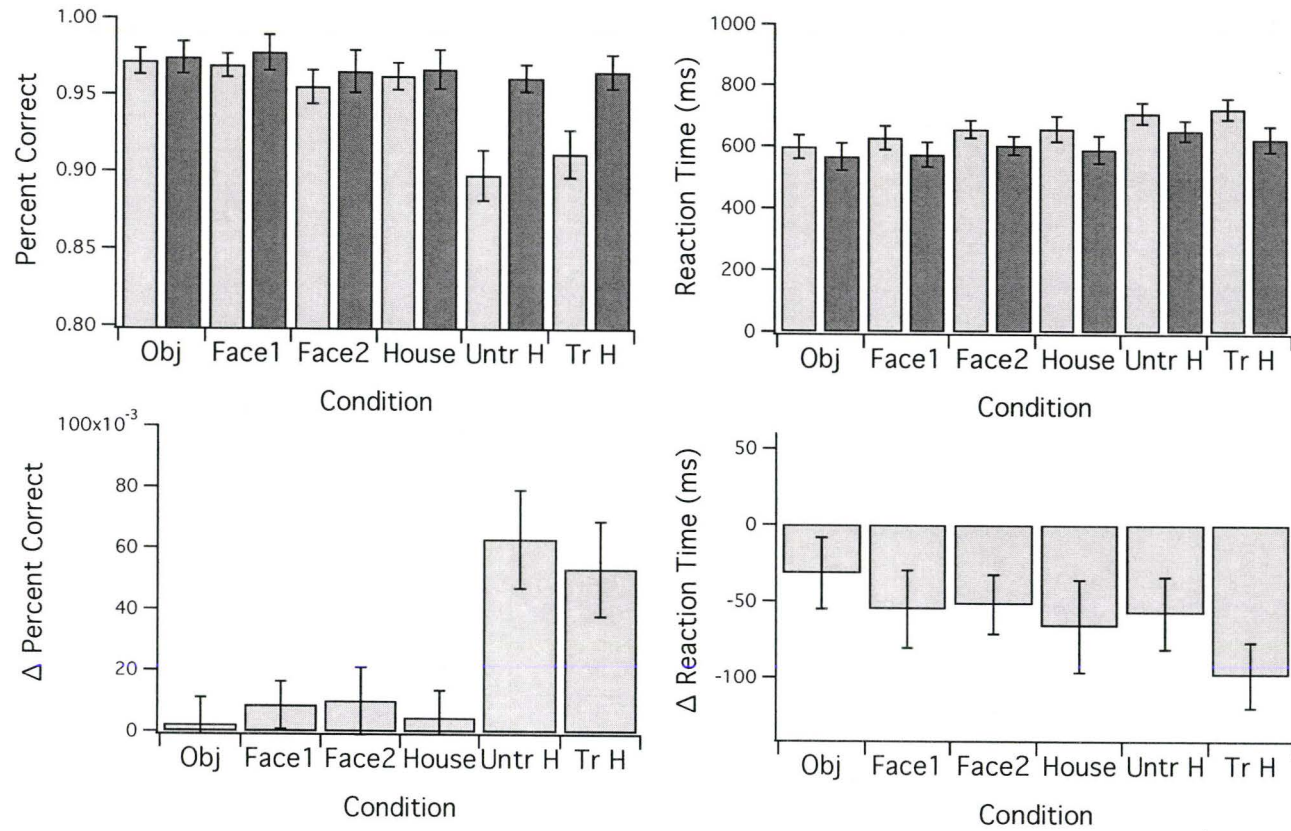 Percent Correct
1.00
0.95
0.90
0.85
0.80
Obj Face1 Face2 House Untr H Tr H
Condition
Reaction Time (ms)
1000
800
600
400
200
0
Obj Face1 Face2 House Untr H Tr H
Condition
Δ Percent Correct
100x10⁻³
80
60
40
20
0
Obj Face1 Face2 House Untr H Tr H
Condition
Δ Reaction Time (ms)
50
0
-50
-100
Obj Face1 Face2 House Untr H Tr H
Condition